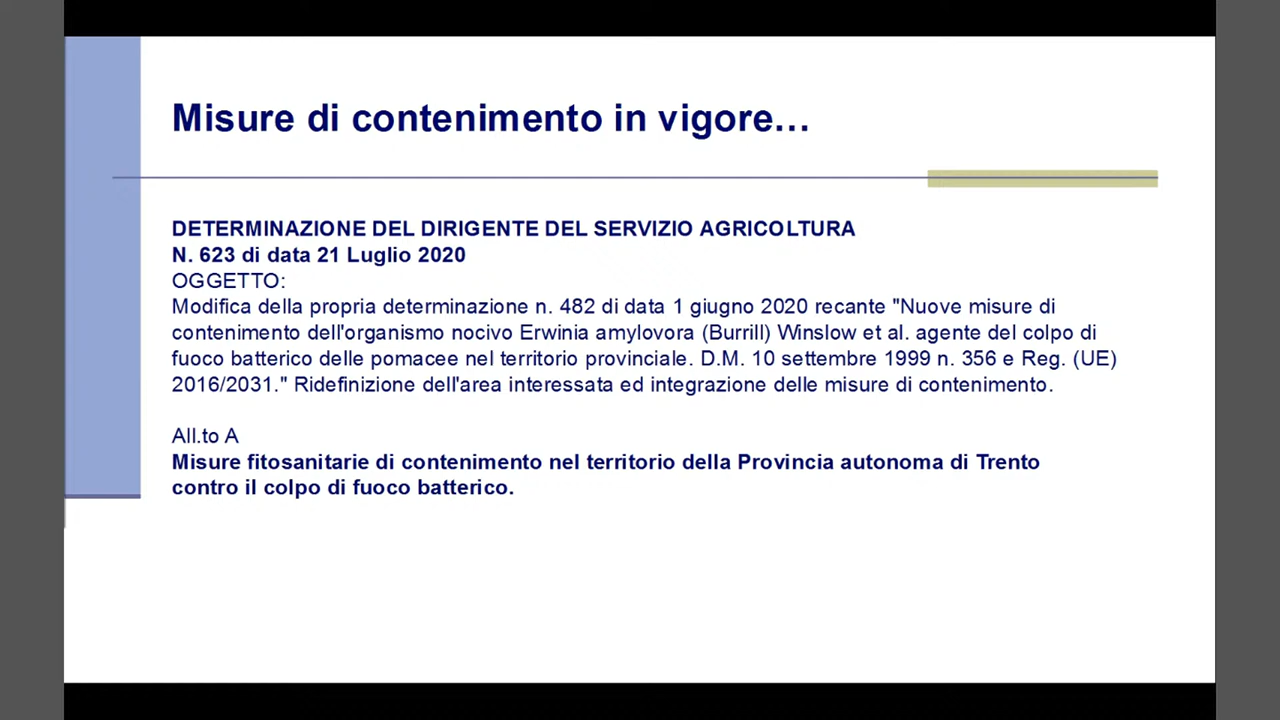 Misure di contenimento in vigore...
DETERMINAZIONE DEL DIRIGENTE DEL SERVIZIO AGRICOLTURA
N. 623 di data 21 Luglio 2020
OGGETTO:
Modifica della propria determinazione n. 482 di data 1 giugno 2020 recante "Nuove misure di
contenimento dell'organismo nocivo Erwinia amylovora (Burrill) Winslow et al. agente del colpo di
fuoco batterico delle pomacee nel territorio provinciale. D.M. 10 settembre 1999 n. 356 e Reg. (UE)
2016/2031." Ridefinizione dell'area interessata ed integrazione delle misure di contenimento.
All.to A
Misure fitosanitarie di contenimento nel territorio della Provincia autonoma di Trento
contro il colpo di fuoco batterico.